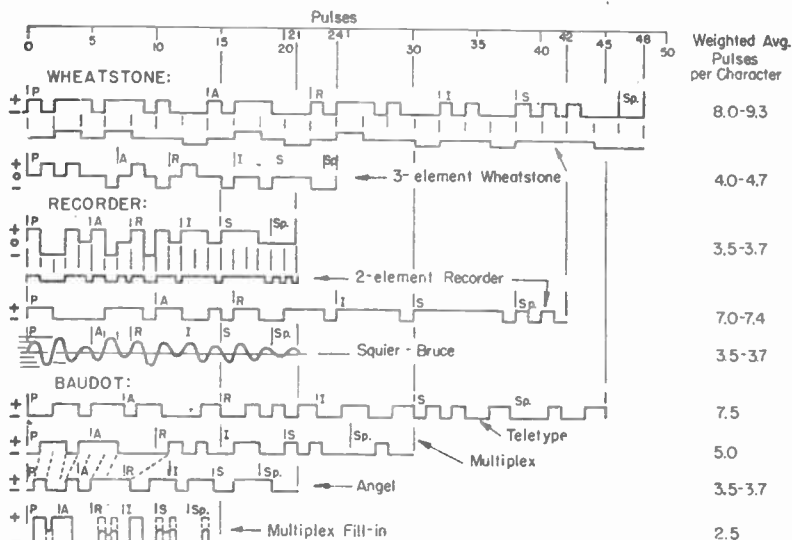 Pulses
0 5 10 15 20 21 24 30 35 40 42 45 48 50
Weighted Avg.
Pulses
per Character
WHEATSTONE:
+ P A R I S Sp. 8.0-9.3
-
+ P A R I S Sp
o 3-element Wheatstone 4.0-4.7
-
RECORDER:
+ P A R I S Sp.
o 3.5-3.7
-
2-element Recorder
+ P A R I S Sp. 7.0-7.4
-
P A R I S Sp.
+
- Squier-Bruce 3.5-3.7
BAUDOT:
+ P A R I S Sp. 7.5
-
Teletype
+ P A R I S Sp. 5.0
-
Multiplex
+ P A R I S Sp.
- Angel 3.5-3.7
+ P A R I S Sp.
Multiplex Fill-in 2.5